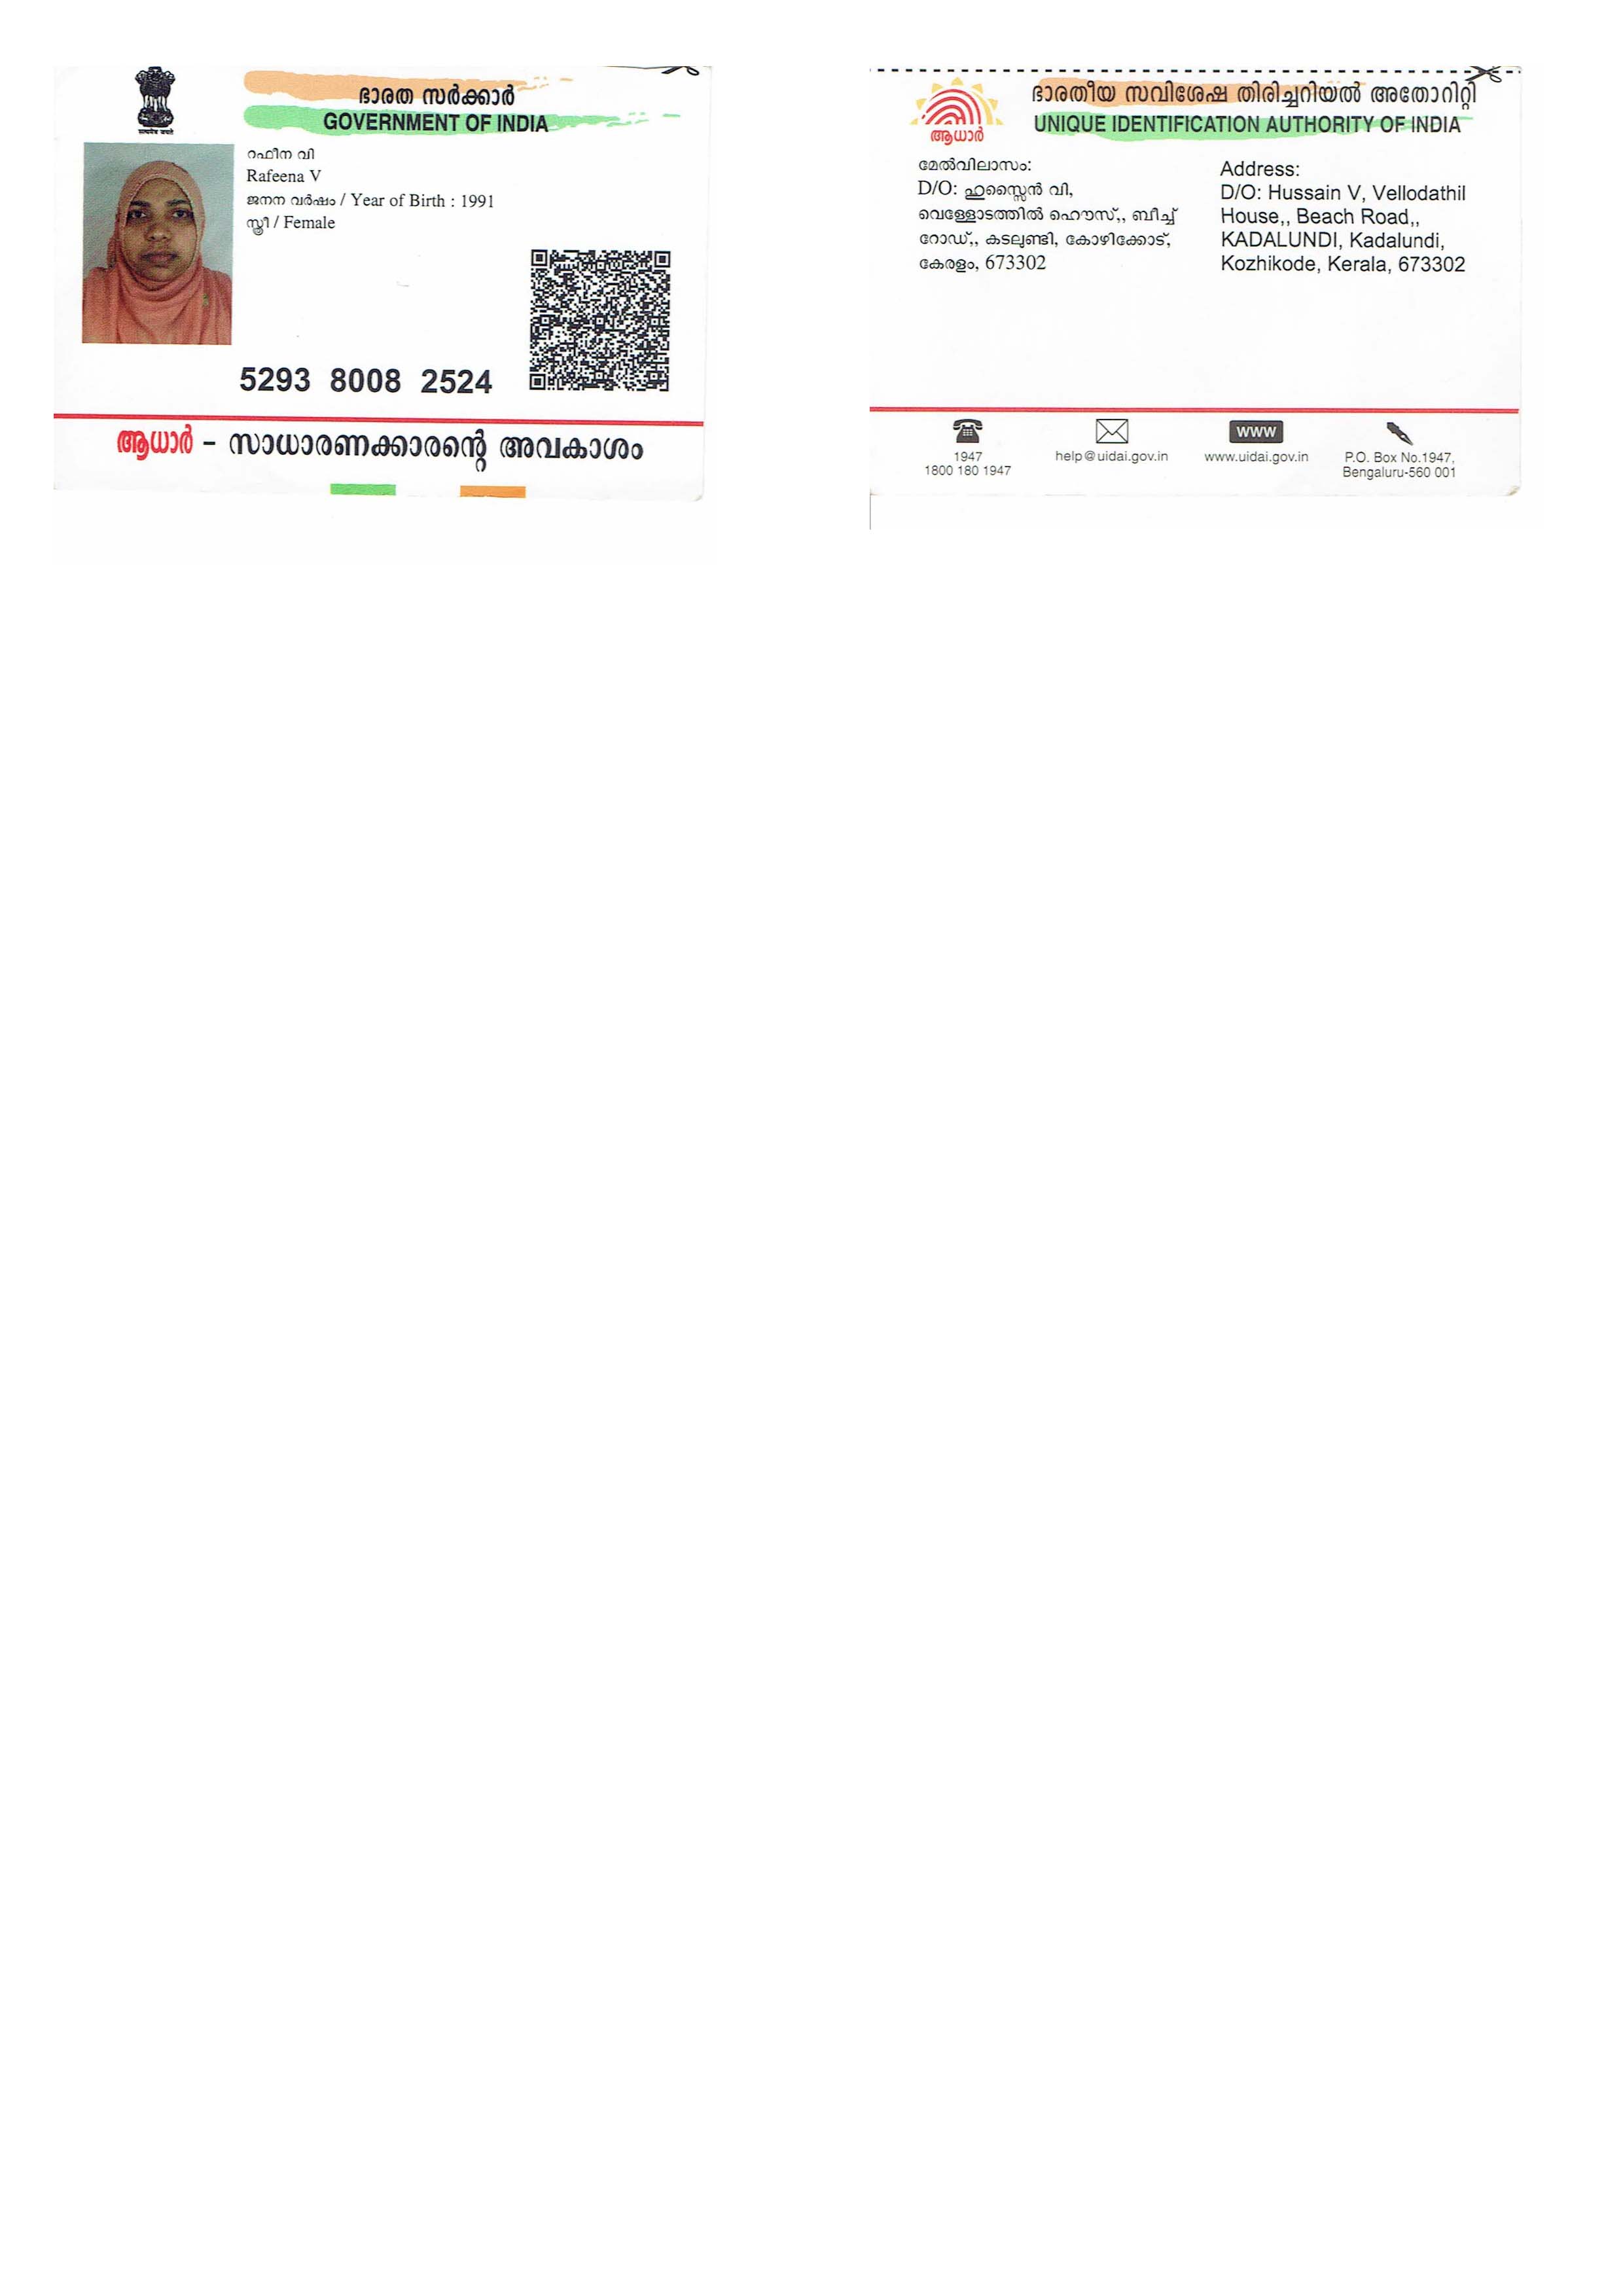 ഭാരത സർക്കാർ
GOVERNMENT OF INDIA
सत्यमेव जयते
റഫീന വി
Rafeena V
ജനന വർഷം / Year of Birth : 1991
സ്ത്രീ / Female
5293 8008 2524
ആധാർ – സാധാരണക്കാരന്റെ അവകാശം
ഭാരതീയ സവിശേഷ തിരിച്ചറിയൽ അതോറിറ്റി
UNIQUE IDENTIFICATION AUTHORITY OF INDIA
ആധാർ
മേൽവിലാസം:
D/O: ഹുസ്സൈൻ വി,
വെള്ളോടത്തിൽ ഹൌസ്,, ബീച്ച്
റോഡ്,, കടലുണ്ടി, കോഴിക്കോട്,
കേരളം, 673302
Address:
D/O: Hussain V, Vellodathil
House,, Beach Road,,
KADALUNDI, Kadalundi,
Kozhikode, Kerala, 673302
1947
1800 180 1947
help@uidai.gov.in
WWW
www.uidai.gov.in
P.O. Box No.1947,
Bengaluru-560 001